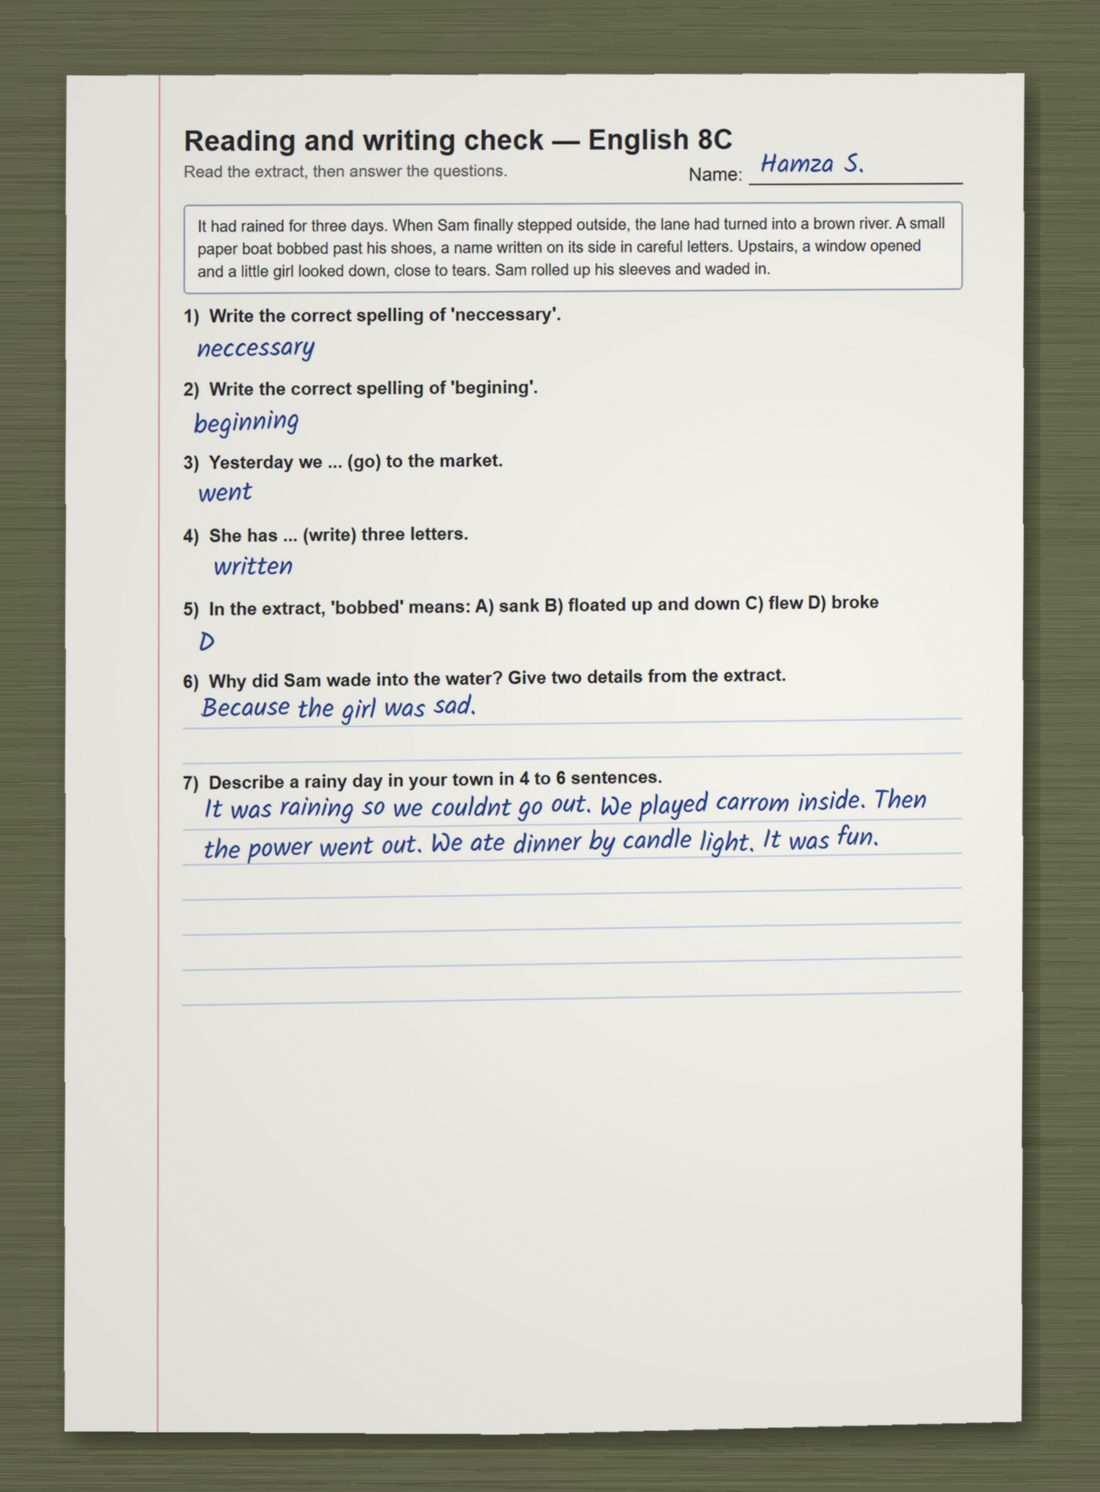 Reading and writing check — English 8C
Read the extract, then answer the questions.
Name: Hamza S.
It had rained for three days. When Sam finally stepped outside, the lane had turned into a brown river. A small
paper boat bobbed past his shoes, a name written on its side in careful letters. Upstairs, a window opened
and a little girl looked down, close to tears. Sam rolled up his sleeves and waded in.
1) Write the correct spelling of 'neccessary'.
neccessary
2) Write the correct spelling of 'begining'.
beginning
3) Yesterday we ... (go) to the market.
went
4) She has ... (write) three letters.
written
5) In the extract, 'bobbed' means: A) sank B) floated up and down C) flew D) broke
D
6) Why did Sam wade into the water? Give two details from the extract.
Because the girl was sad.
7) Describe a rainy day in your town in 4 to 6 sentences.
It was raining so we couldnt go out. We played carrom inside. Then
the power went out. We ate dinner by candle light. It was fun.